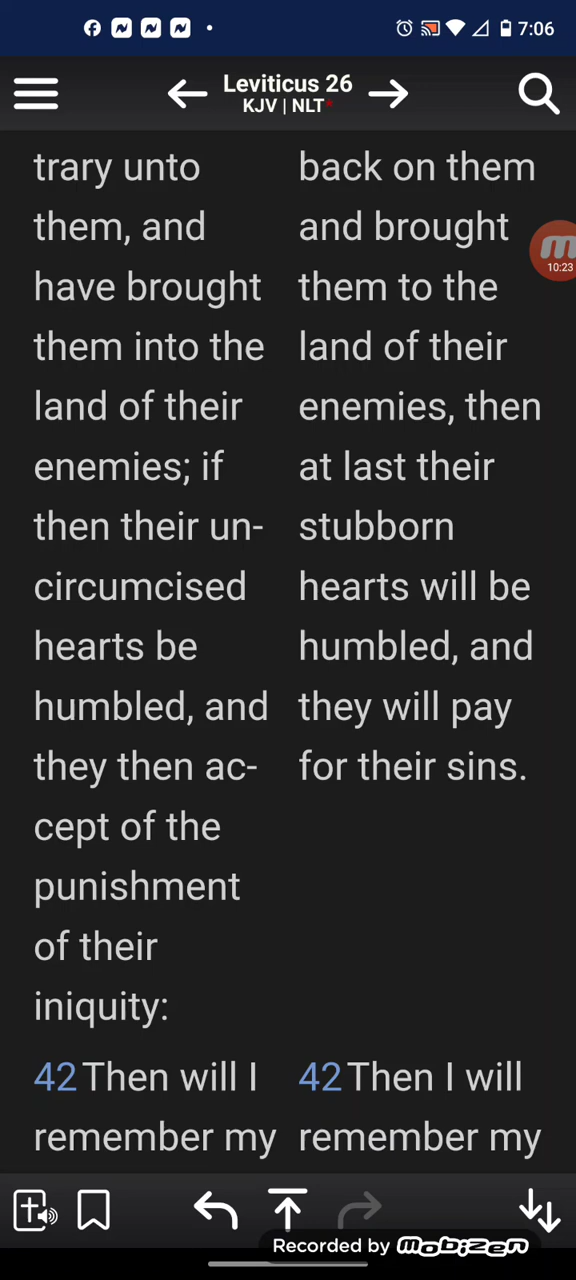 7:06
Leviticus 26
KJV | NLT*
trary unto
them, and
have brought
them into the
land of their
enemies; if
then their un-
circumcised
hearts be
humbled, and
they then ac-
cept of the
punishment
of their
iniquity:
42 Then will I
remember my
back on them
and brought
them to the
land of their
enemies, then
at last their
stubborn
hearts will be
humbled, and
they will pay
for their sins.
42 Then I will
remember my
10:23
Recorded by mobizen